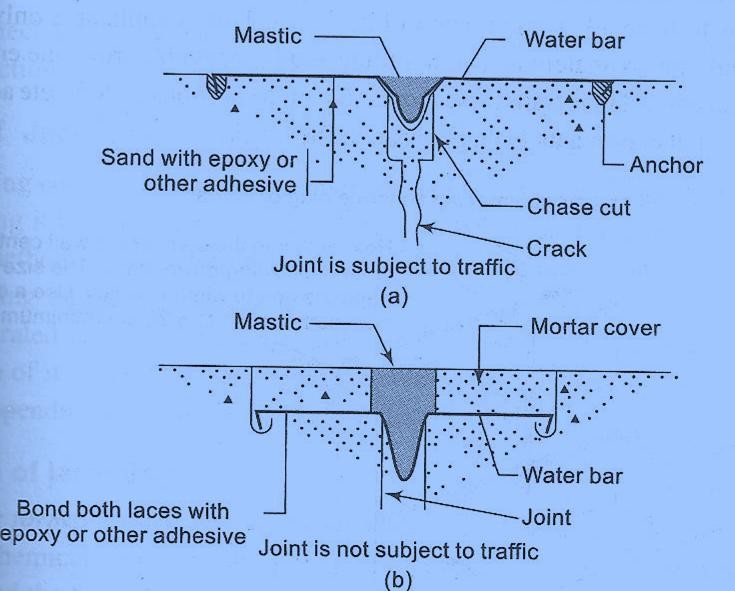 Mastic
Water bar
Sand with epoxy or
other adhesive
Anchor
Chase cut
Crack
Joint is subject to traffic
(a)
Mastic
Mortar cover
Water bar
Bond both laces with
epoxy or other adhesive
Joint
Joint is not subject to traffic
(b)